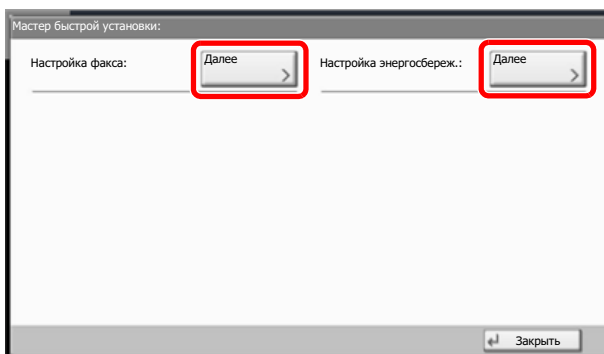 Мастер быстрой установки:
Настройка факса: Далее Настройка энергосбереж.: Далее
Закрыть